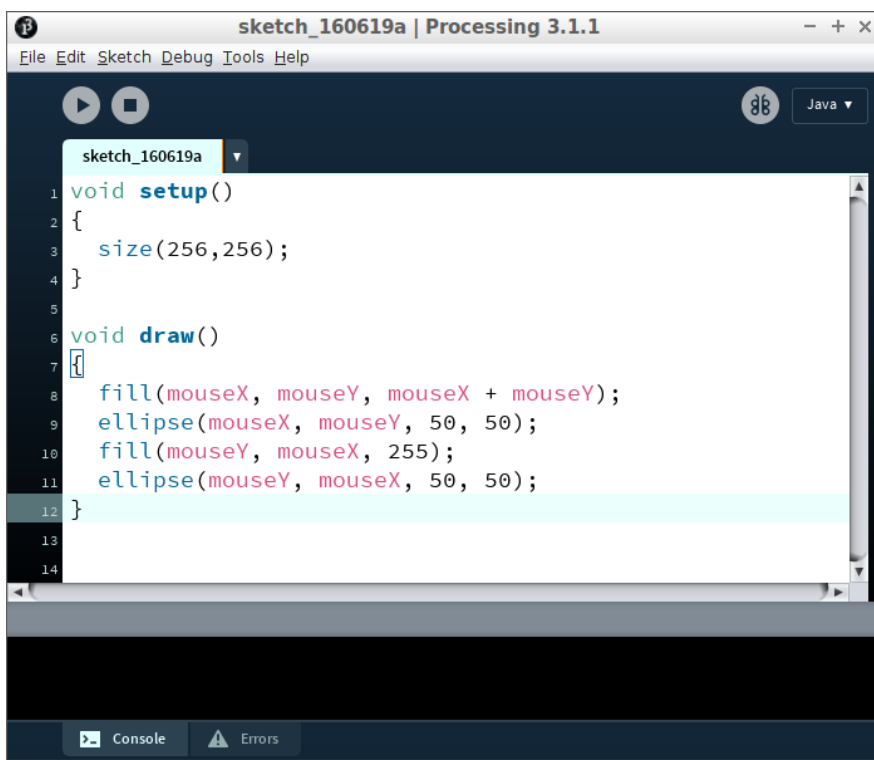 sketch_160619a | Processing 3.1.1
File Edit Sketch Debug Tools Help
Java ▼
sketch_160619a ▼
1 void setup()
2 {
3   size(256,256);
4 }
5
6 void draw()
7 {
8   fill(mouseX, mouseY, mouseX + mouseY);
9   ellipse(mouseX, mouseY, 50, 50);
10   fill(mouseY, mouseX, 255);
11   ellipse(mouseY, mouseX, 50, 50);
12 }
13
14
>_ Console Errors